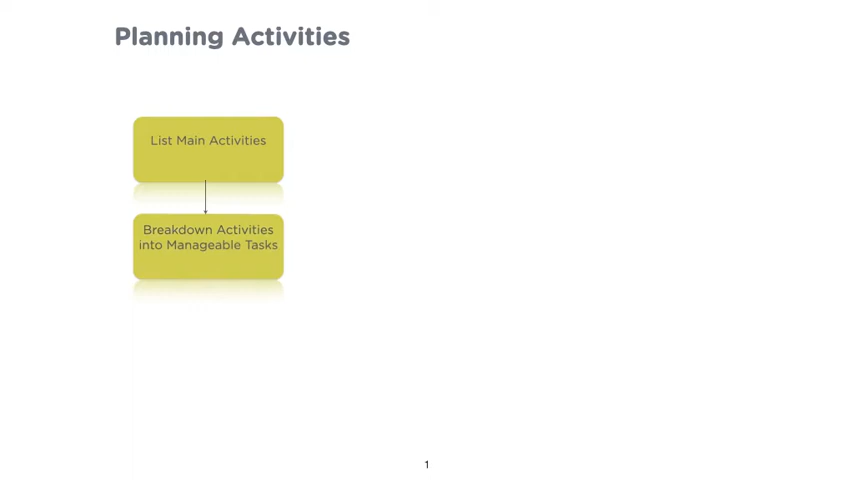 Planning Activities
List Main Activities
Breakdown Activities
into Manageable Tasks
1